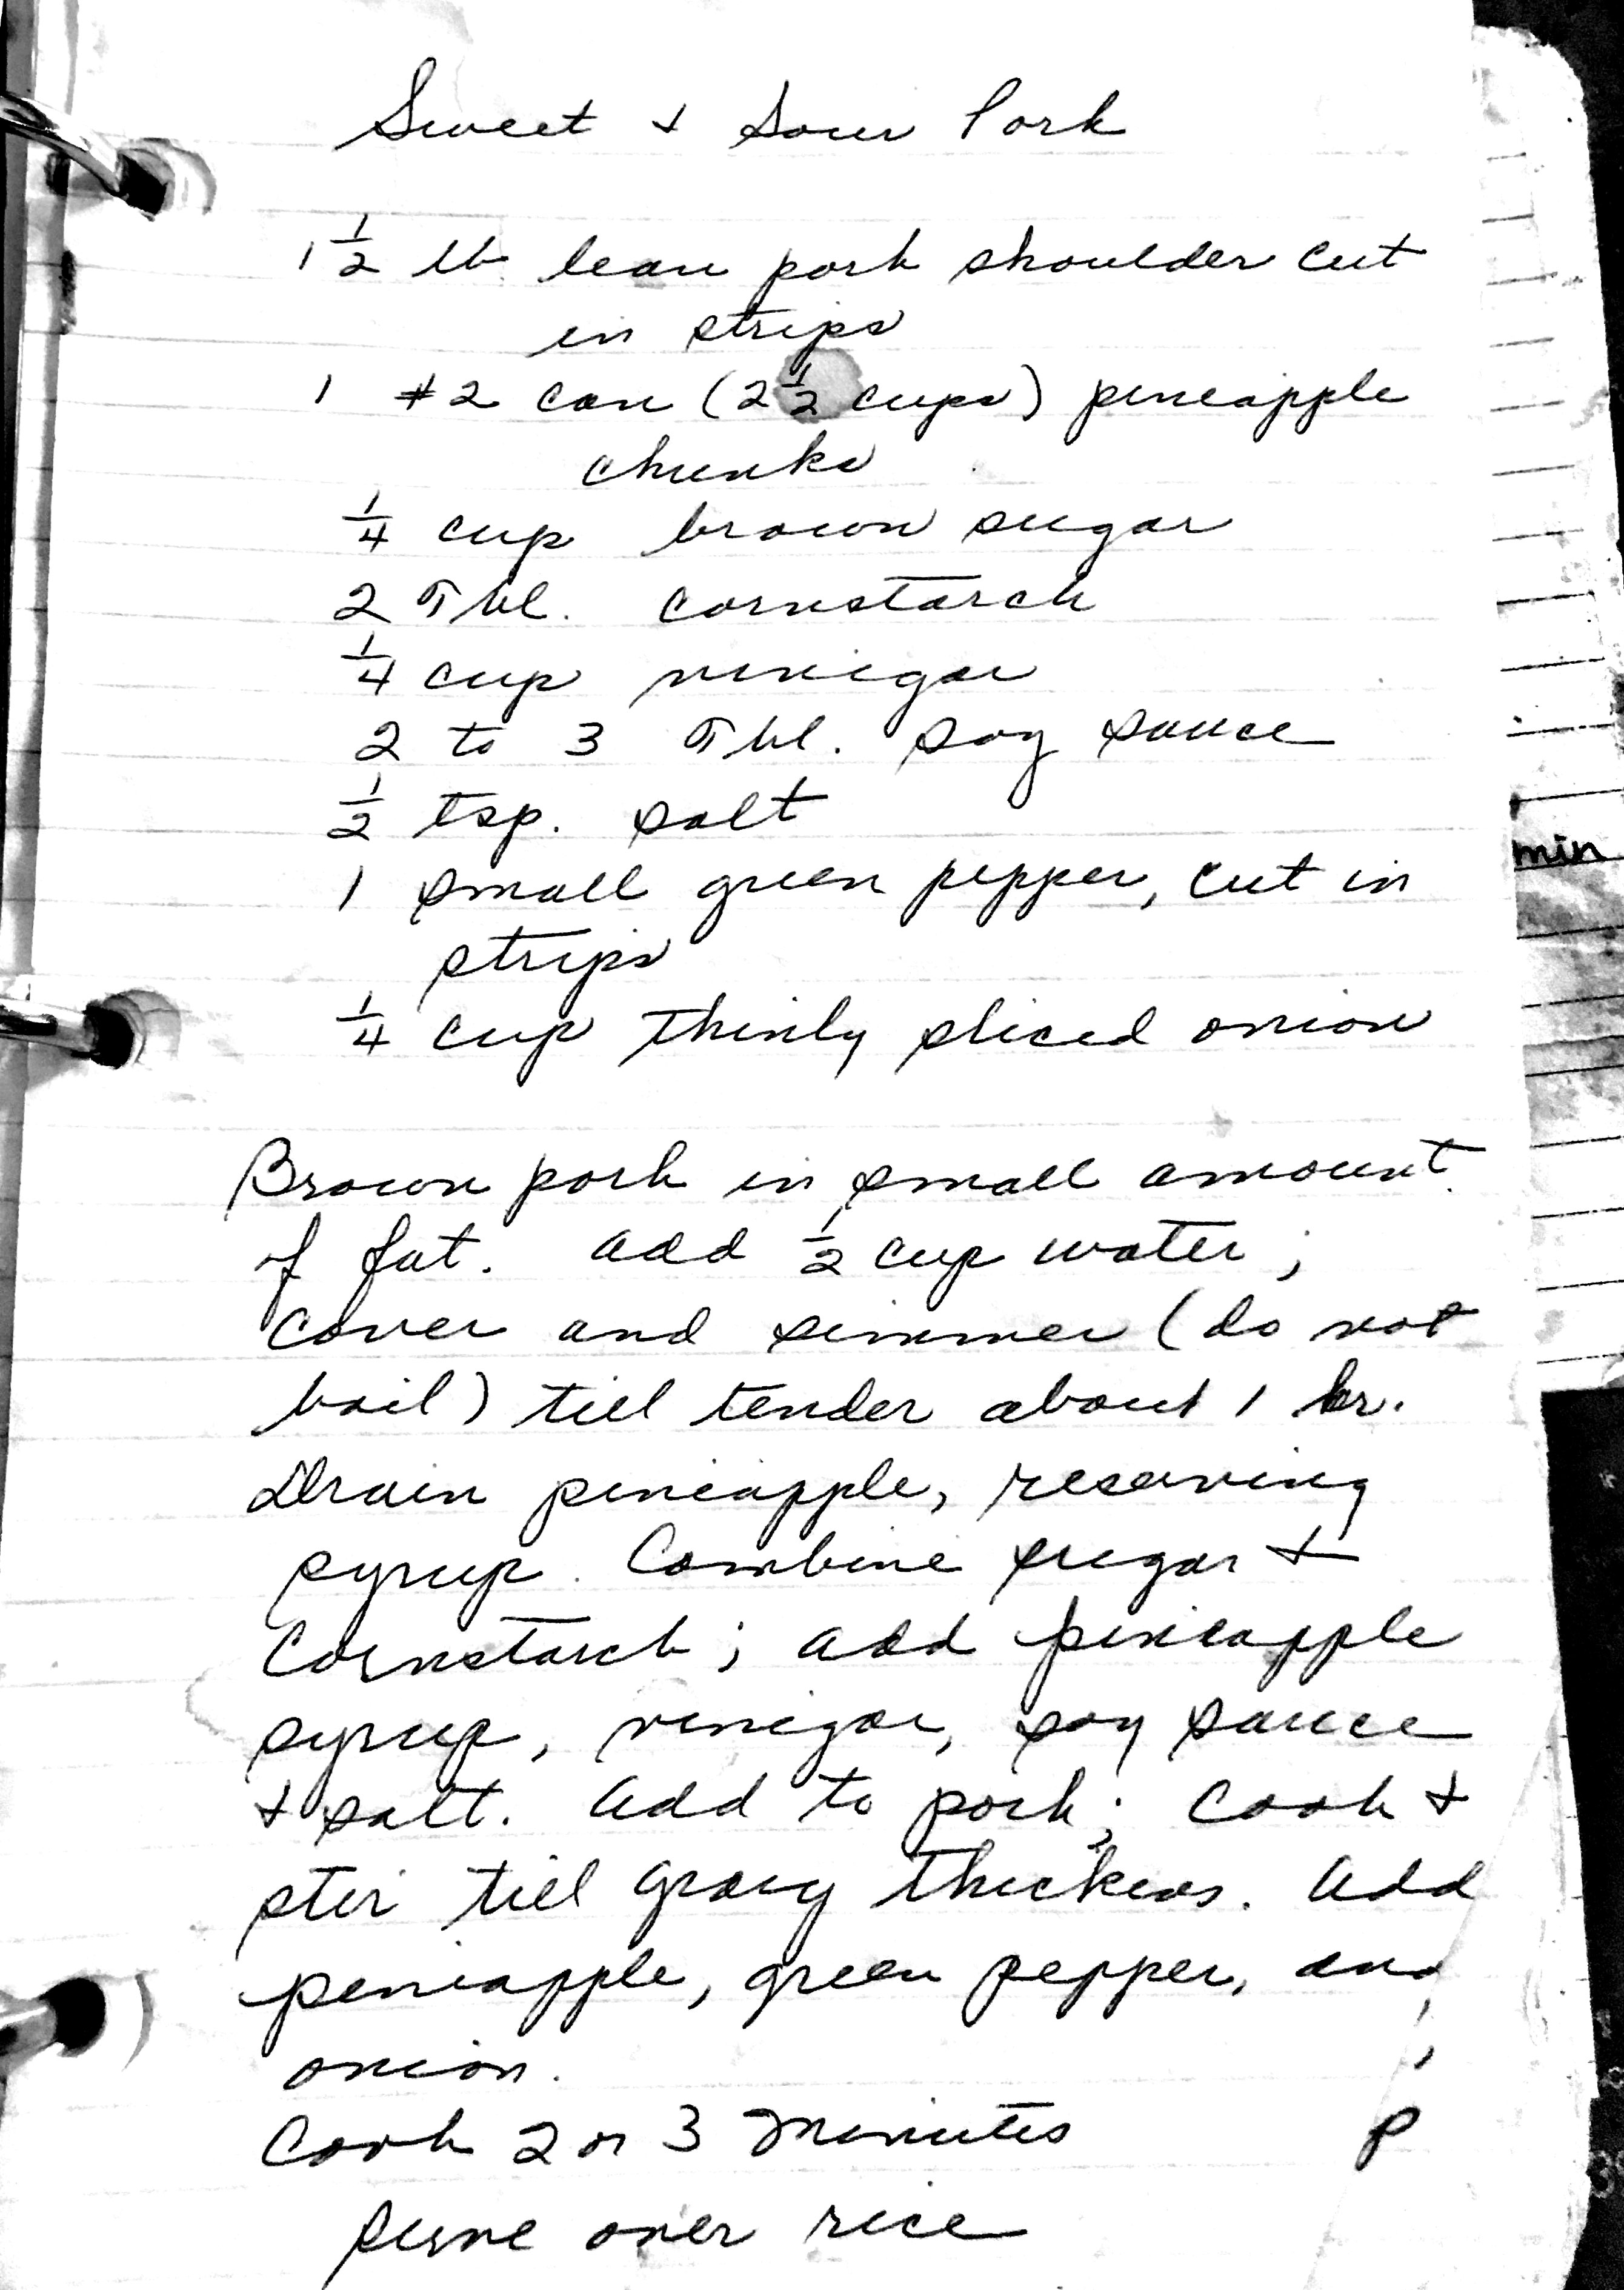 Sweet + Sour Pork
1 1/2 lb lean pork shoulder cut
in strips
1 #2 can (2 1/2 cups) pineapple
chunks
1/4 cup brown sugar
2 Tbl. cornstarch
1/4 cup vinegar
2 to 3 Tbl. soy sauce
1/2 tsp. salt
1 small green pepper, cut in
strips
1/4 cup thinly sliced onion
Brown pork in small amount
of fat. Add 1/2 cup water;
Cover and simmer (do not
boil) till tender about 1 hr.
Drain pineapple, reserving
syrup. Combine sugar +
Cornstarch; add pineapple
syrup, vinegar, soy sauce
+ salt. Add to pork; Cook +
stir till gravy thickens. Add
pineapple, green pepper, and
onion.
Cook 2 or 3 minutes
serve over rice
p
min